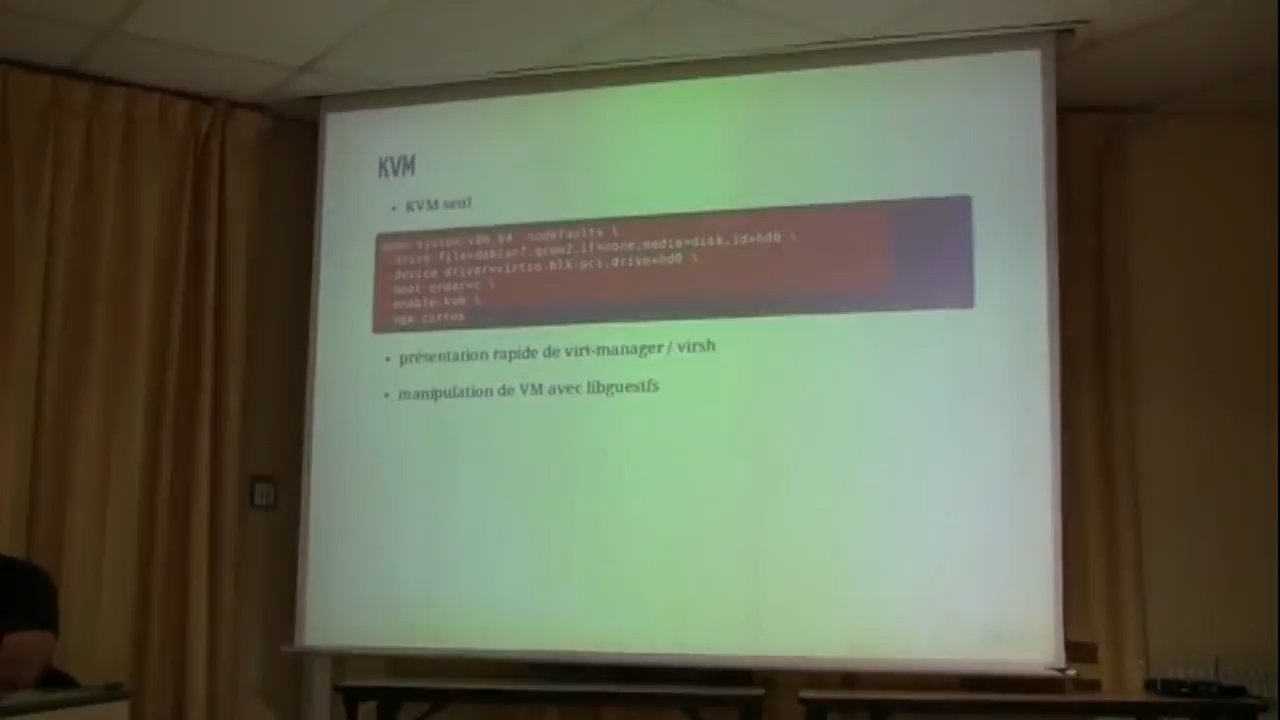 KVM
• KVM seul
qemu-system-x86_64 -nodefaults \
-drive file=debian7.qcow2,if=none,media=disk,id=hd0 \
-device driver=virtio-blk-pci,drive=hd0 \
-boot order=c \
-enable-kvm \
-vga cirrus
• présentation rapide de virt-manager / virsh
• manipulation de VM avec libguestfs